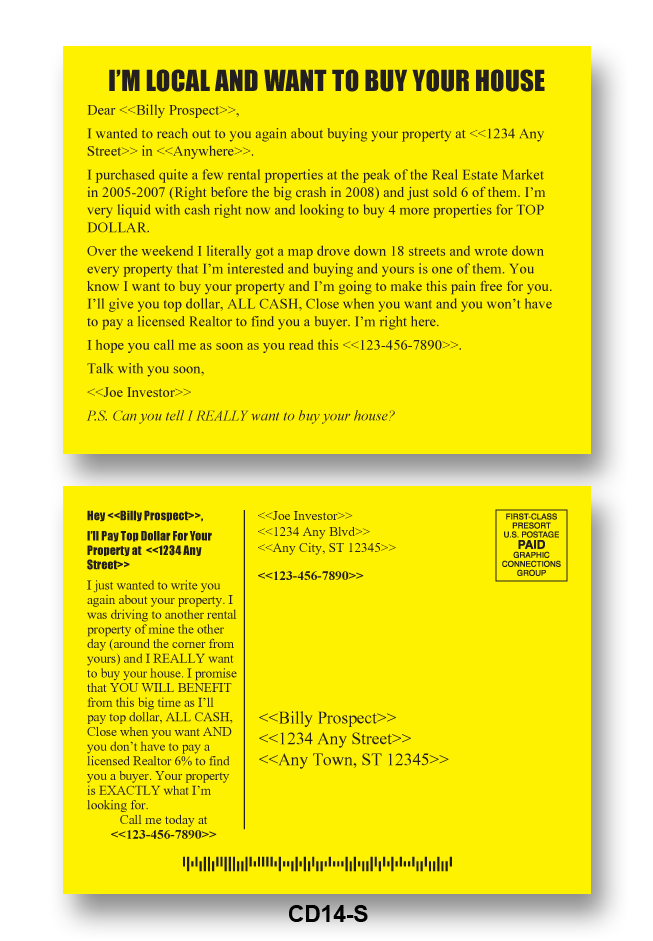 I'M LOCAL AND WANT TO BUY YOUR HOUSE
Dear <<Billy Prospect>>,
I wanted to reach out to you again about buying your property at <<1234 Any
Street>> in <<Anywhere>>.
I purchased quite a few rental properties at the peak of the Real Estate Market
in 2005-2007 (Right before the big crash in 2008) and just sold 6 of them. I'm
very liquid with cash right now and looking to buy 4 more properties for TOP
DOLLAR.
Over the weekend I literally got a map drove down 18 streets and wrote down
every property that I'm interested and buying and yours is one of them. You
know I want to buy your property and I'm going to make this pain free for you.
I'll give you top dollar, ALL CASH, Close when you want and you won't have
to pay a licensed Realtor to find you a buyer. I'm right here.
I hope you call me as soon as you read this <<123-456-7890>>.
Talk with you soon,
<<Joe Investor>>
P.S. Can you tell I REALLY want to buy your house?
Hey <<Billy Prospect>>,
I'll Pay Top Dollar For Your
Property at <<1234 Any
Street>>
I just wanted to write you
again about your property. I
was driving to another rental
property of mine the other
day (around the corner from
yours) and I REALLY want
to buy your house. I promise
that YOU WILL BENEFIT
from this big time as I'll
pay top dollar, ALL CASH,
Close when you want AND
you don't have to pay a
licensed Realtor 6% to find
you a buyer. Your property
is EXACTLY what I'm
looking for.
Call me today at
<<123-456-7890>>
<<Joe Investor>>
<<1234 Any Blvd>>
<<Any City, ST 12345>>
<<123-456-7890>>
FIRST-CLASS
PRESORT
U.S. POSTAGE
PAID
GRAPHIC
CONNECTIONS
GROUP
<<Billy Prospect>>
<<1234 Any Street>>
<<Any Town, ST 12345>>
CD14-S